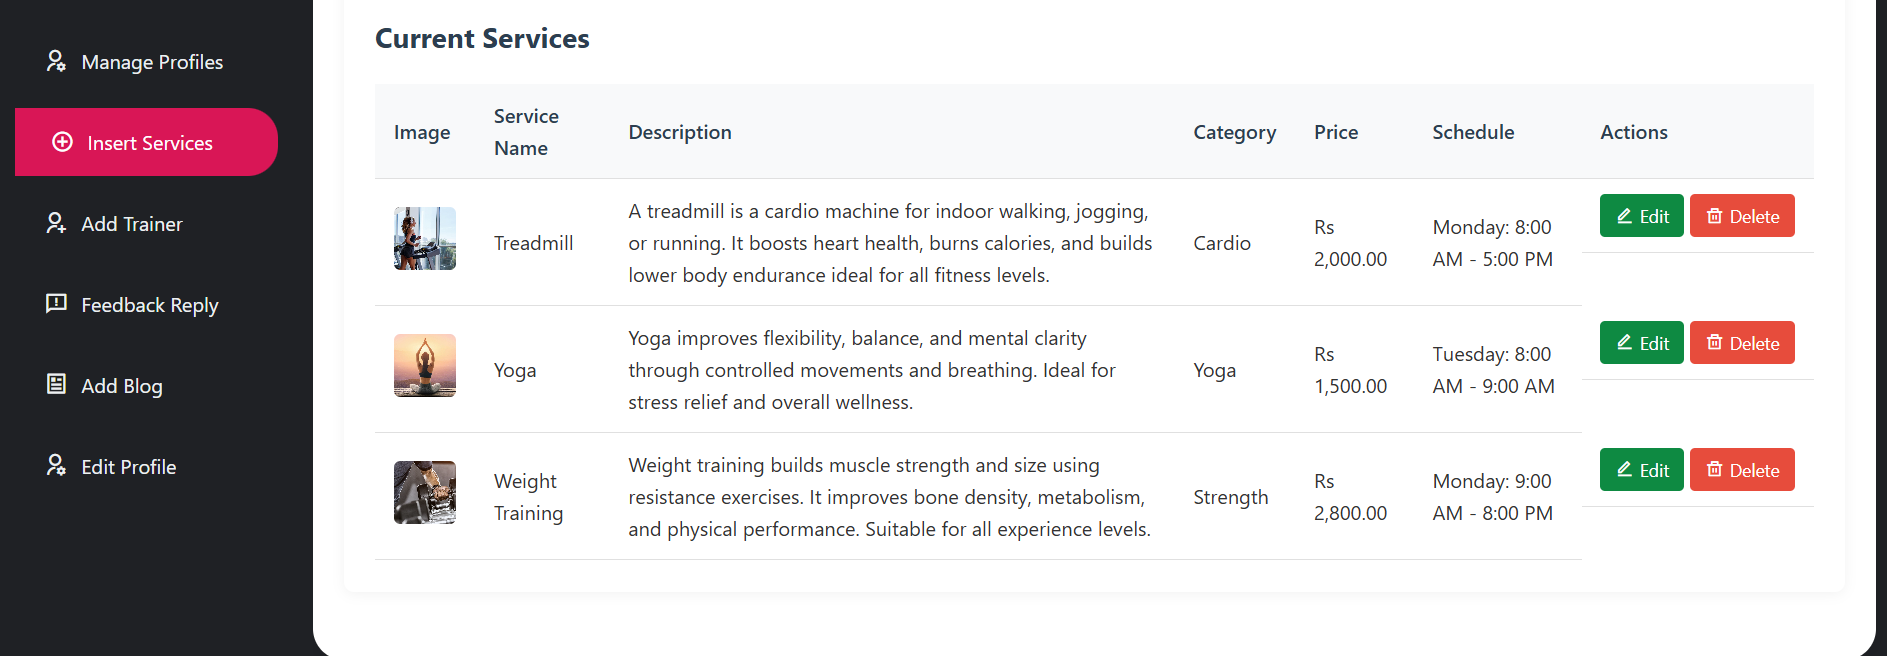 Manage Profiles
Insert Services
Add Trainer
Feedback Reply
Add Blog
Edit Profile
Current Services
Image
Service
Name
Description
Category
Price
Schedule
Actions
Treadmill
A treadmill is a cardio machine for indoor walking, jogging,
or running. It boosts heart health, burns calories, and builds
lower body endurance ideal for all fitness levels.
Cardio
Rs
2,000.00
Monday: 8:00
AM - 5:00 PM
Edit
Delete
Yoga
Yoga improves flexibility, balance, and mental clarity
through controlled movements and breathing. Ideal for
stress relief and overall wellness.
Yoga
Rs
1,500.00
Tuesday: 8:00
AM - 9:00 AM
Edit
Delete
Weight
Training
Weight training builds muscle strength and size using
resistance exercises. It improves bone density, metabolism,
and physical performance. Suitable for all experience levels.
Strength
Rs
2,800.00
Monday: 9:00
AM - 8:00 PM
Edit
Delete